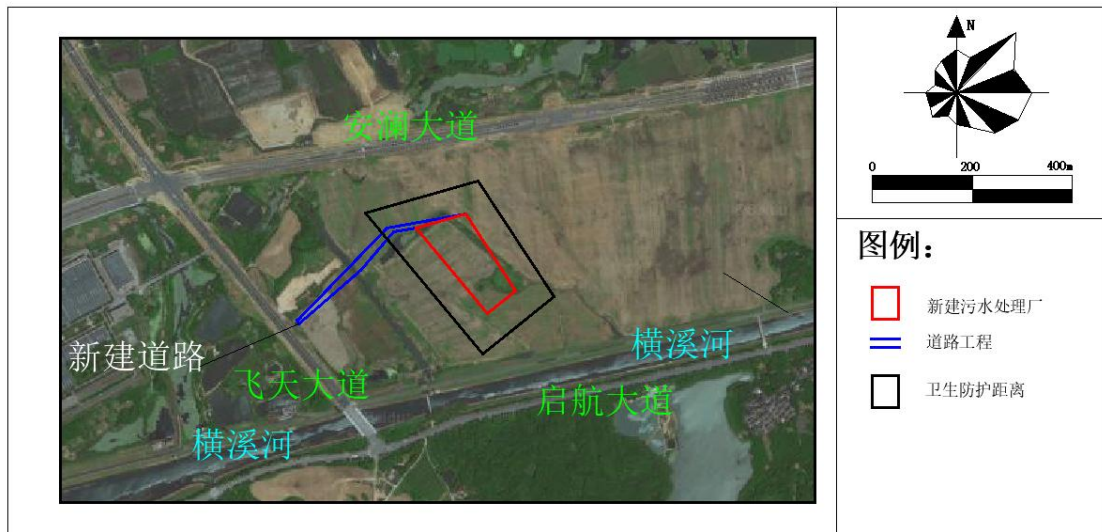 N
0 200 400m
安澜大道
图例：
新建污水处理厂
道路工程
横溪河
新建道路
飞天大道
启航大道
卫生防护距离
横溪河